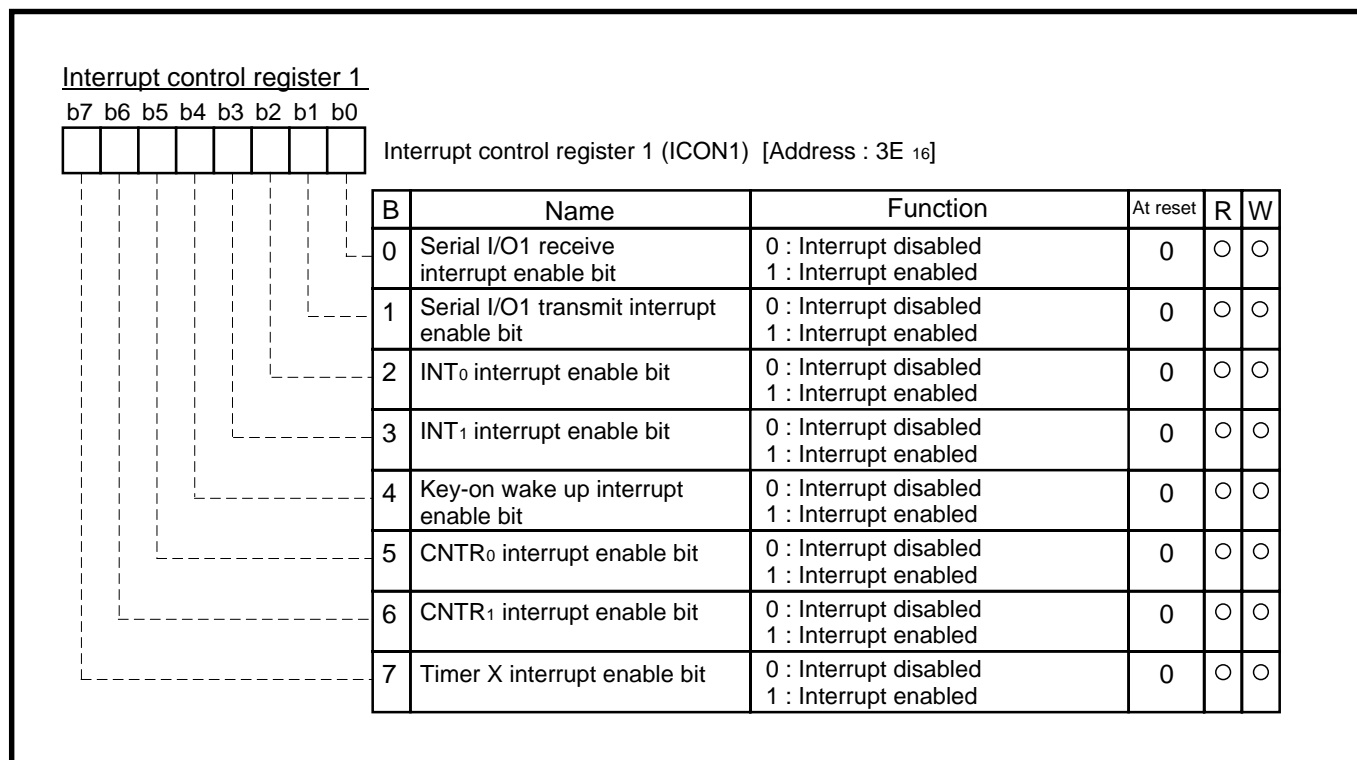 Interrupt control register 1
b7 b6 b5 b4 b3 b2 b1 b0
Interrupt control register 1 (ICON1) [Address : 3E 16]
B Name Function At reset R W
0 Serial I/O1 receive interrupt enable bit 0 : Interrupt disabled 0 ○ ○
1 : Interrupt enabled
1 Serial I/O1 transmit interrupt enable bit 0 : Interrupt disabled 0 ○ ○
1 : Interrupt enabled
2 INT0 interrupt enable bit 0 : Interrupt disabled 0 ○ ○
1 : Interrupt enabled
3 INT1 interrupt enable bit 0 : Interrupt disabled 0 ○ ○
1 : Interrupt enabled
4 Key-on wake up interrupt enable bit 0 : Interrupt disabled 0 ○ ○
1 : Interrupt enabled
5 CNTR0 interrupt enable bit 0 : Interrupt disabled 0 ○ ○
1 : Interrupt enabled
6 CNTR1 interrupt enable bit 0 : Interrupt disabled 0 ○ ○
1 : Interrupt enabled
7 Timer X interrupt enable bit 0 : Interrupt disabled 0 ○ ○
1 : Interrupt enabled